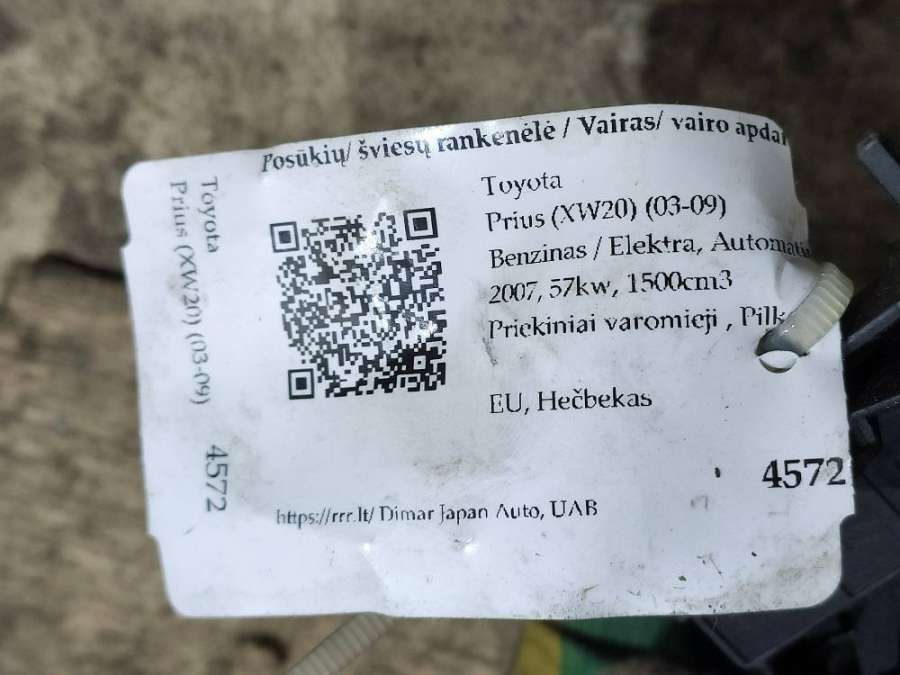 Posūkių/ šviesų rankenėlė / Vairas/ vairo apdai
Toyota
Prius (XW20) (03-09)
Benzinas / Elektra, Automati
2007, 57kw, 1500cm3
Priekiniai varomieji , Pilk
EU, Hečbekas
4572
https://rrr.lt/ Dimar Japan Auto, UAB
Toyota
Prius (XW20) (03-09)
4572